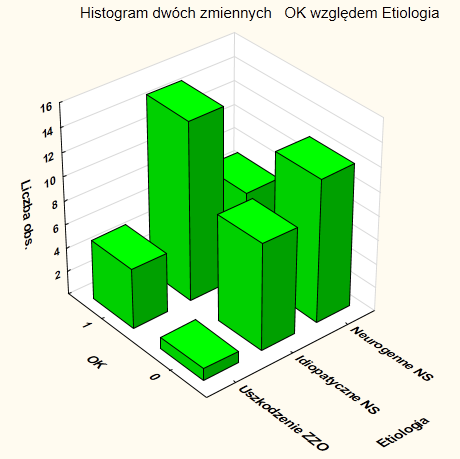 Histogram dwóch zmiennych   OK względem Etiologia
16
14
12
10
8
6
4
2
Liczba obs.
1
0
OK
Neurogenne NS
Idiopatyczne NS
Uszkodzenie ZZO
Etiologia